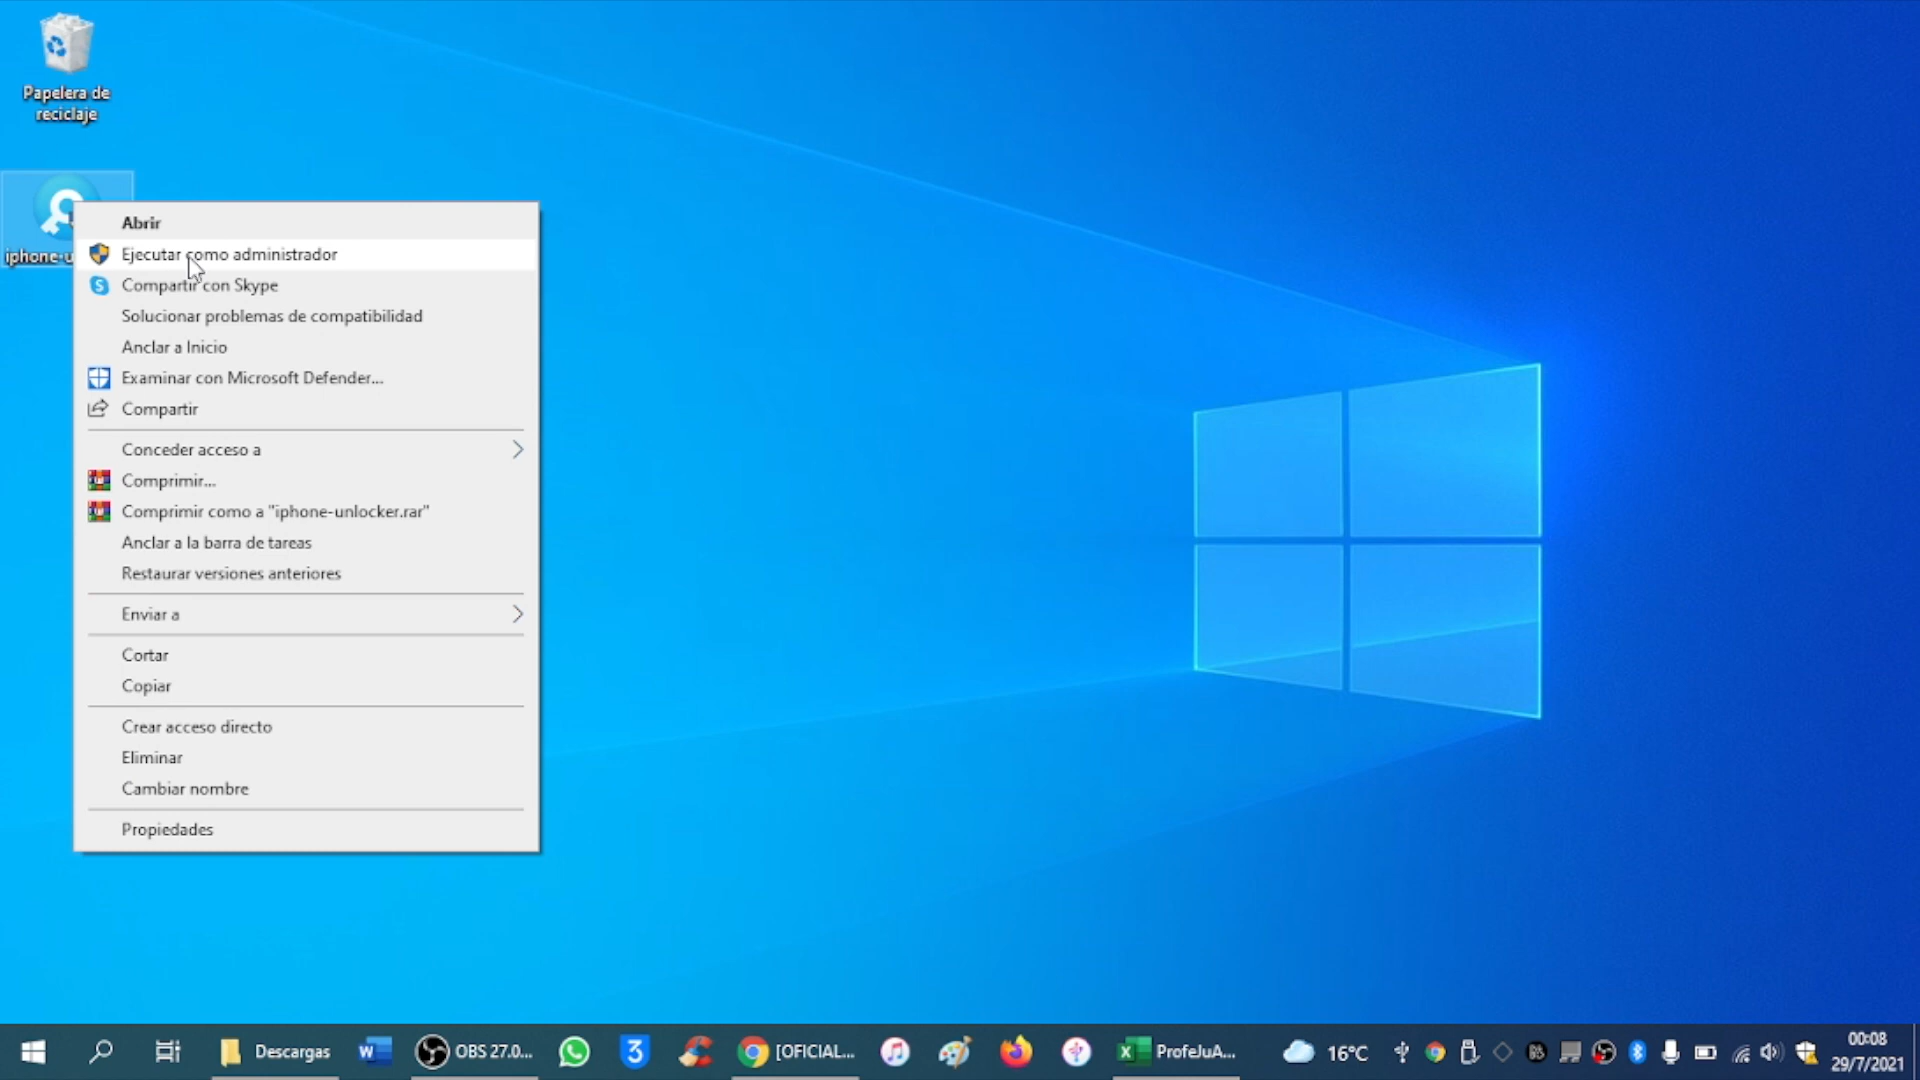 Papelera de
reciclaje
Abrir
Ejecutar como administrador
Compartir con Skype
Solucionar problemas de compatibilidad
Anclar a Inicio
Examinar con Microsoft Defender...
Compartir
Conceder acceso a
Comprimir...
Comprimir como a "iphone-unlocker.rar"
Anclar a la barra de tareas
Restaurar versiones anteriores
Enviar a
Cortar
Copiar
Crear acceso directo
Eliminar
Cambiar nombre
Propiedades
Descargas
OBS 27.0...
[OFICIAL...
ProfeJuA...
16°C
00:08
29/7/2021